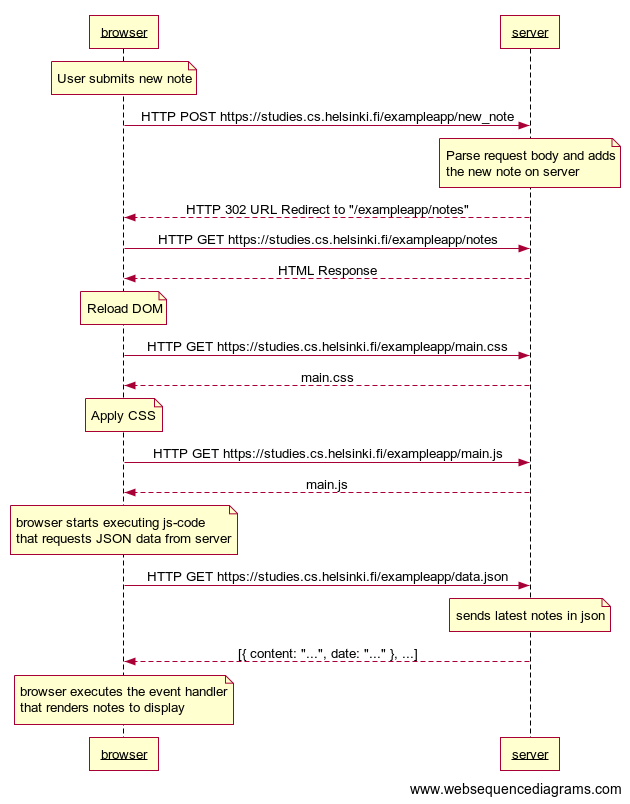 browser
server
User submits new note
HTTP POST https://studies.cs.helsinki.fi/exampleapp/new_note
Parse request body and adds
the new note on server
HTTP 302 URL Redirect to "/exampleapp/notes"
HTTP GET https://studies.cs.helsinki.fi/exampleapp/notes
HTML Response
Reload DOM
HTTP GET https://studies.cs.helsinki.fi/exampleapp/main.css
main.css
Apply CSS
HTTP GET https://studies.cs.helsinki.fi/exampleapp/main.js
main.js
browser starts executing js-code
that requests JSON data from server
HTTP GET https://studies.cs.helsinki.fi/exampleapp/data.json
sends latest notes in json
[{ content: "...", date: "..." }, ...]
browser executes the event handler
that renders notes to display
browser
server
www.websequencediagrams.com